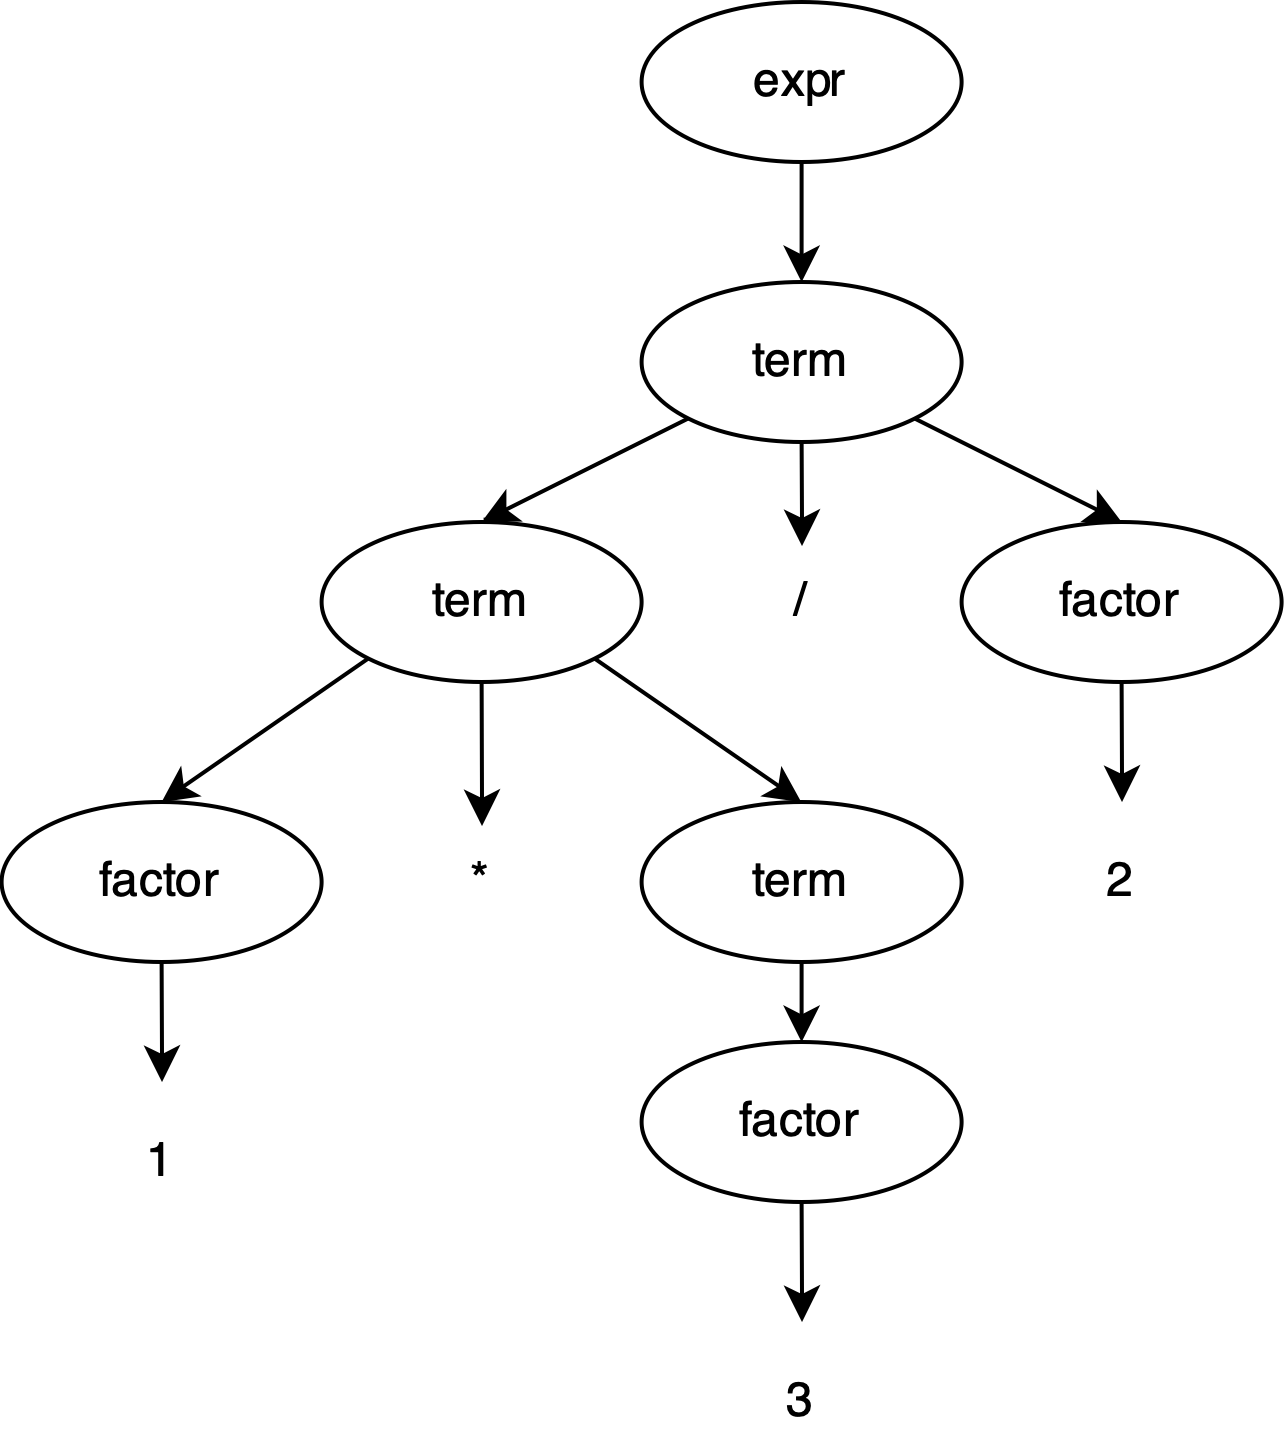 expr
term
term
/
factor
factor
*
term
2
factor
1
3